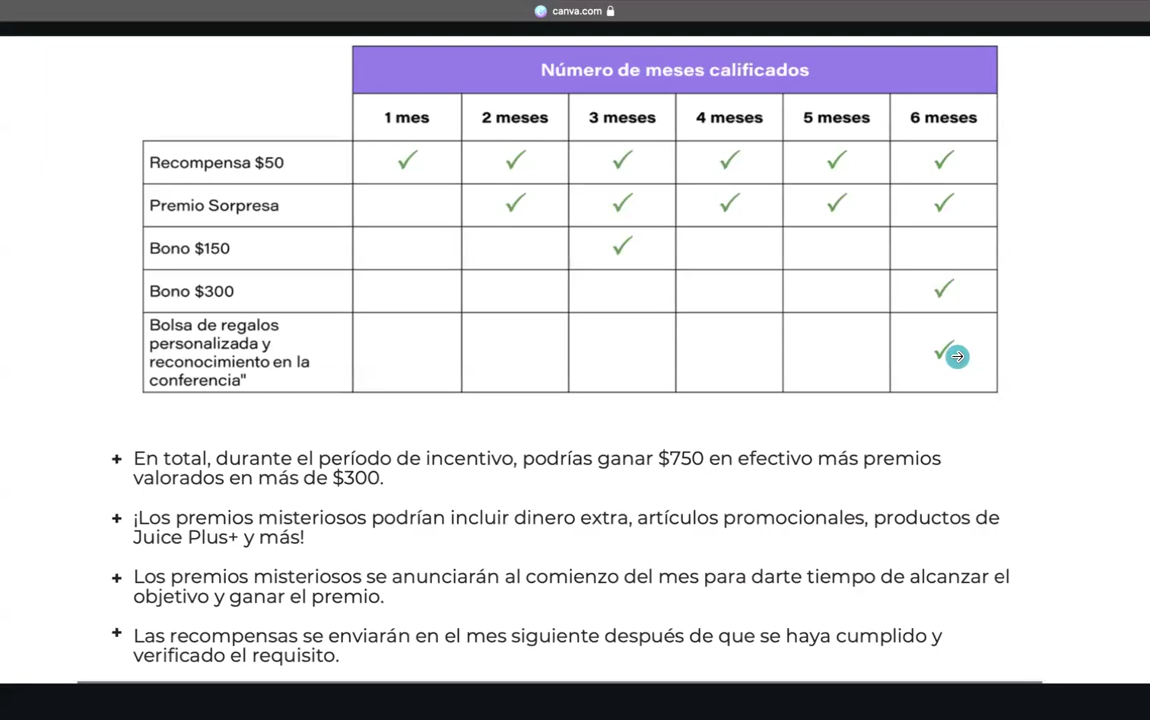 canva.com
Número de meses calificados
1 mes 2 meses 3 meses 4 meses 5 meses 6 meses
Recompensa $50 ✓ ✓ ✓ ✓ ✓ ✓
Premio Sorpresa ✓ ✓ ✓ ✓ ✓
Bono $150 ✓
Bono $300 ✓
Bolsa de regalos
personalizada y
reconocimiento en la
conferencia" ✓
+ En total, durante el período de incentivo, podrías ganar $750 en efectivo más premios
valorados en más de $300.
+ ¡Los premios misteriosos podrían incluir dinero extra, artículos promocionales, productos de
Juice Plus+ y más!
+ Los premios misteriosos se anunciarán al comienzo del mes para darte tiempo de alcanzar el
objetivo y ganar el premio.
+ Las recompensas se enviarán en el mes siguiente después de que se haya cumplido y
verificado el requisito.